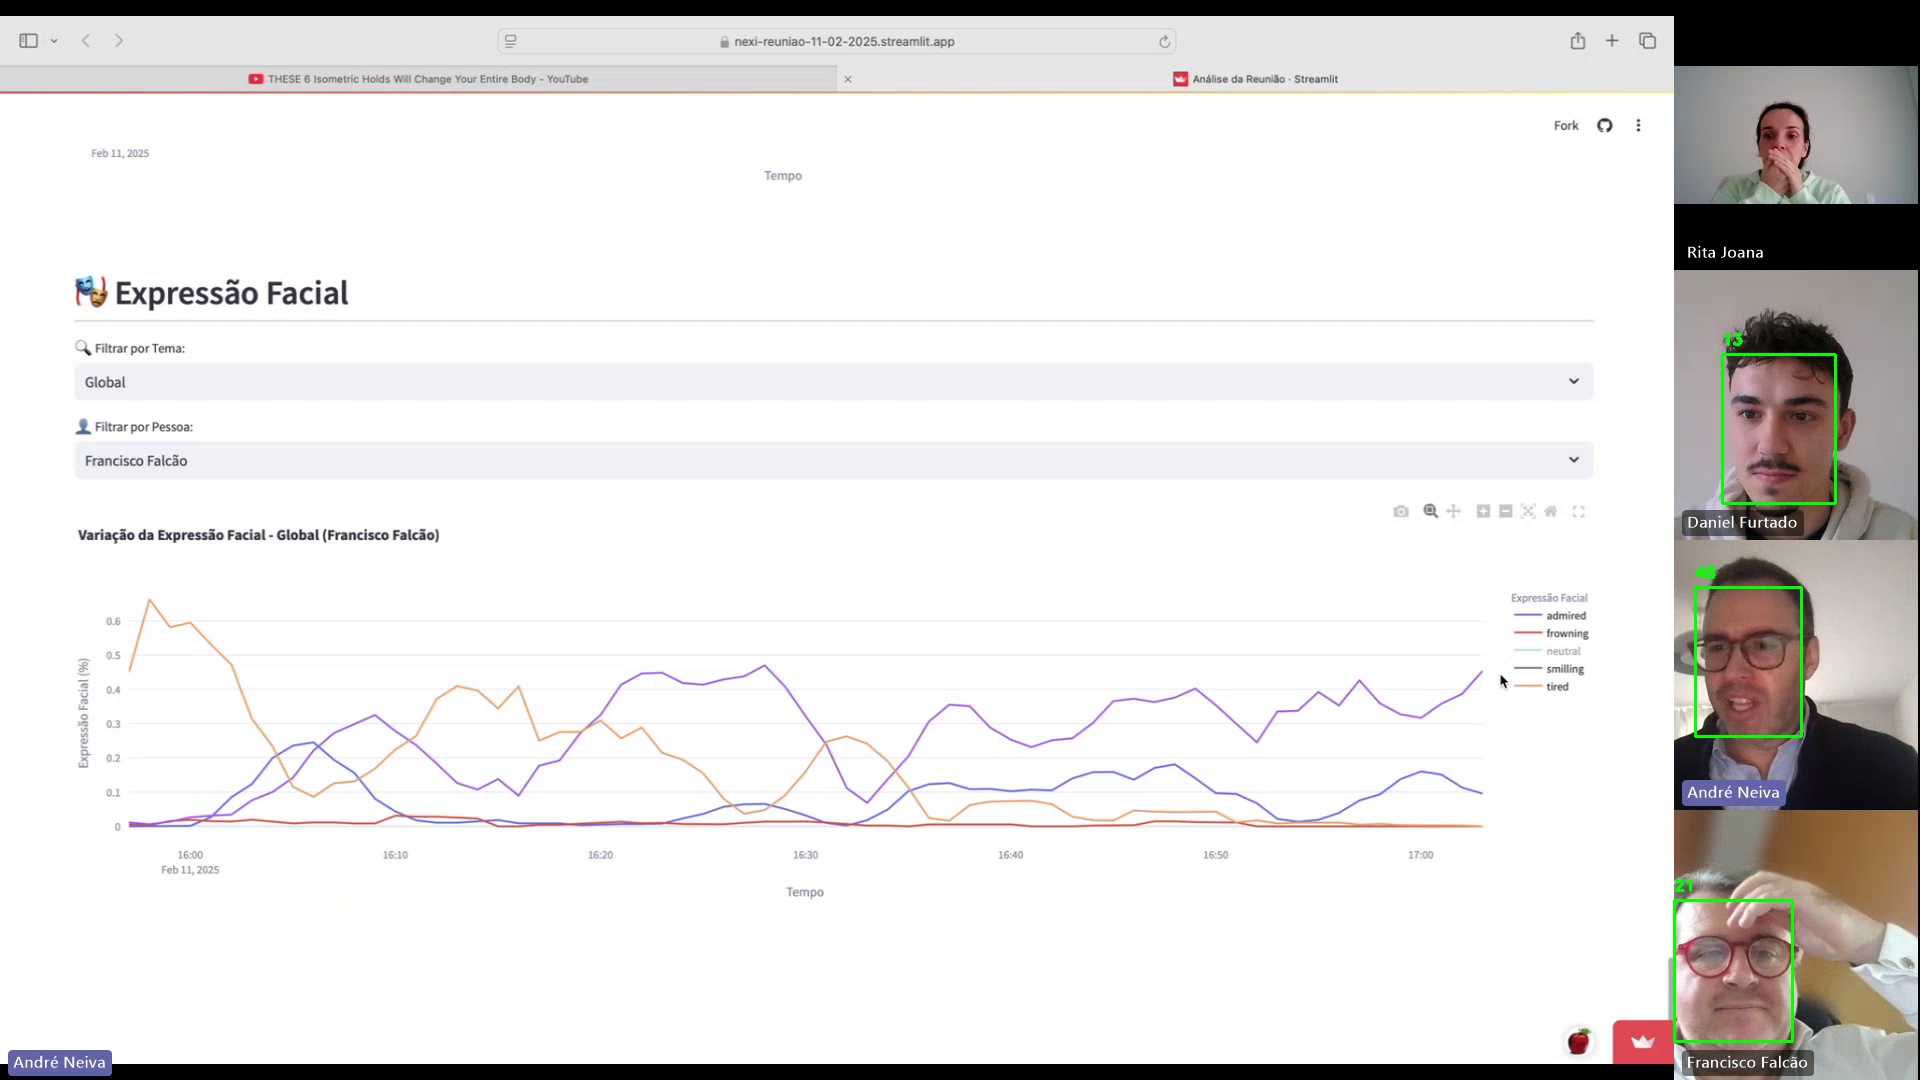 nexi-reuniao-11-02-2025.streamlit.app
THESE 6 Isometric Holds Will Change Your Entire Body - YouTube
Análise da Reunião · Streamlit
Fork
Feb 11, 2025
Tempo
Expressão Facial
Filtrar por Tema:
Global
Filtrar por Pessoa:
Francisco Falcão
Variação da Expressão Facial - Global (Francisco Falcão)
Expressão Facial
admired
frowning
neutral
smilling
tired
Expressão Facial (%)
0.6
0.5
0.4
0.3
0.2
0.1
0
16:00
16:10
16:20
16:30
16:40
16:50
17:00
Feb 11, 2025
Tempo
André Neiva
Rita Joana
13
Daniel Furtado
André Neiva
21
Francisco Falcão